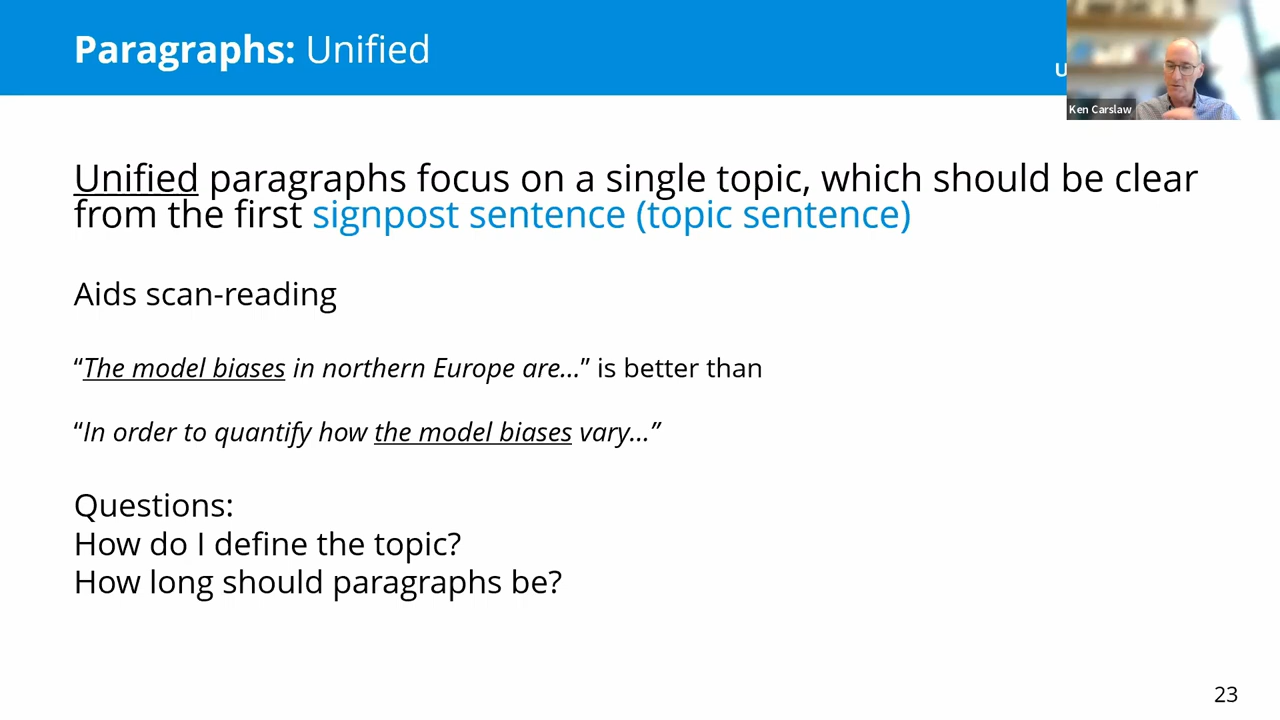 Paragraphs: Unified
U
Ken Carslaw
Unified paragraphs focus on a single topic, which should be clear
from the first signpost sentence (topic sentence)
Aids scan-reading
“The model biases in northern Europe are…” is better than
“In order to quantify how the model biases vary…”
Questions:
How do I define the topic?
How long should paragraphs be?
23